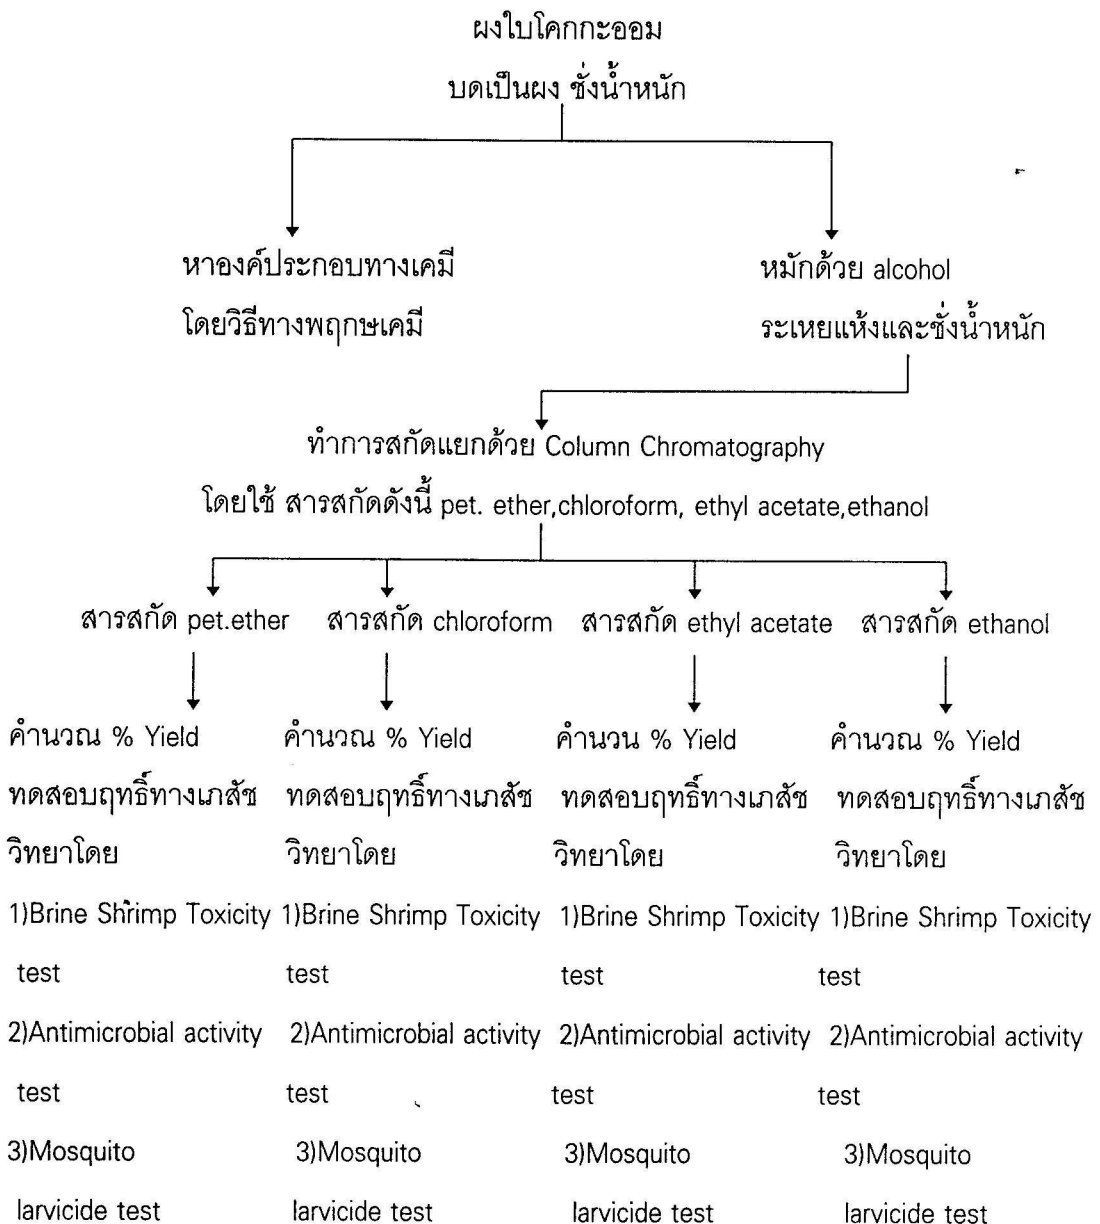 ผงใบโคกกะออม
บดเป็นผง ชั่งน้ำหนัก
หาองค์ประกอบทางเคมี
โดยวิธีทางพฤกษเคมี
หมักด้วย alcohol
ระเหยแห้งและชั่งน้ำหนัก
ทำการสกัดแยกด้วย Column Chromatography
โดยใช้ สารสกัดดังนี้ pet. ether,chloroform, ethyl acetate,ethanol
สารสกัด pet.ether
สารสกัด chloroform
สารสกัด ethyl acetate
สารสกัด ethanol
คำนวณ % Yield
ทดสอบฤทธิ์ทางเภสัช
วิทยาโดย
1)Brine Shrimp Toxicity
test
2)Antimicrobial activity
test
3)Mosquito
larvicide test
คำนวณ % Yield
ทดสอบฤทธิ์ทางเภสัช
วิทยาโดย
1)Brine Shrimp Toxicity
test
2)Antimicrobial activity
test
3)Mosquito
larvicide test
คำนวน % Yield
ทดสอบฤทธิ์ทางเภสัช
วิทยาโดย
1)Brine Shrimp Toxicity
test
2)Antimicrobial activity
test
3)Mosquito
larvicide test
คำนวณ % Yield
ทดสอบฤทธิ์ทางเภสัช
วิทยาโดย
1)Brine Shrimp Toxicity
test
2)Antimicrobial activity
test
3)Mosquito
larvicide test